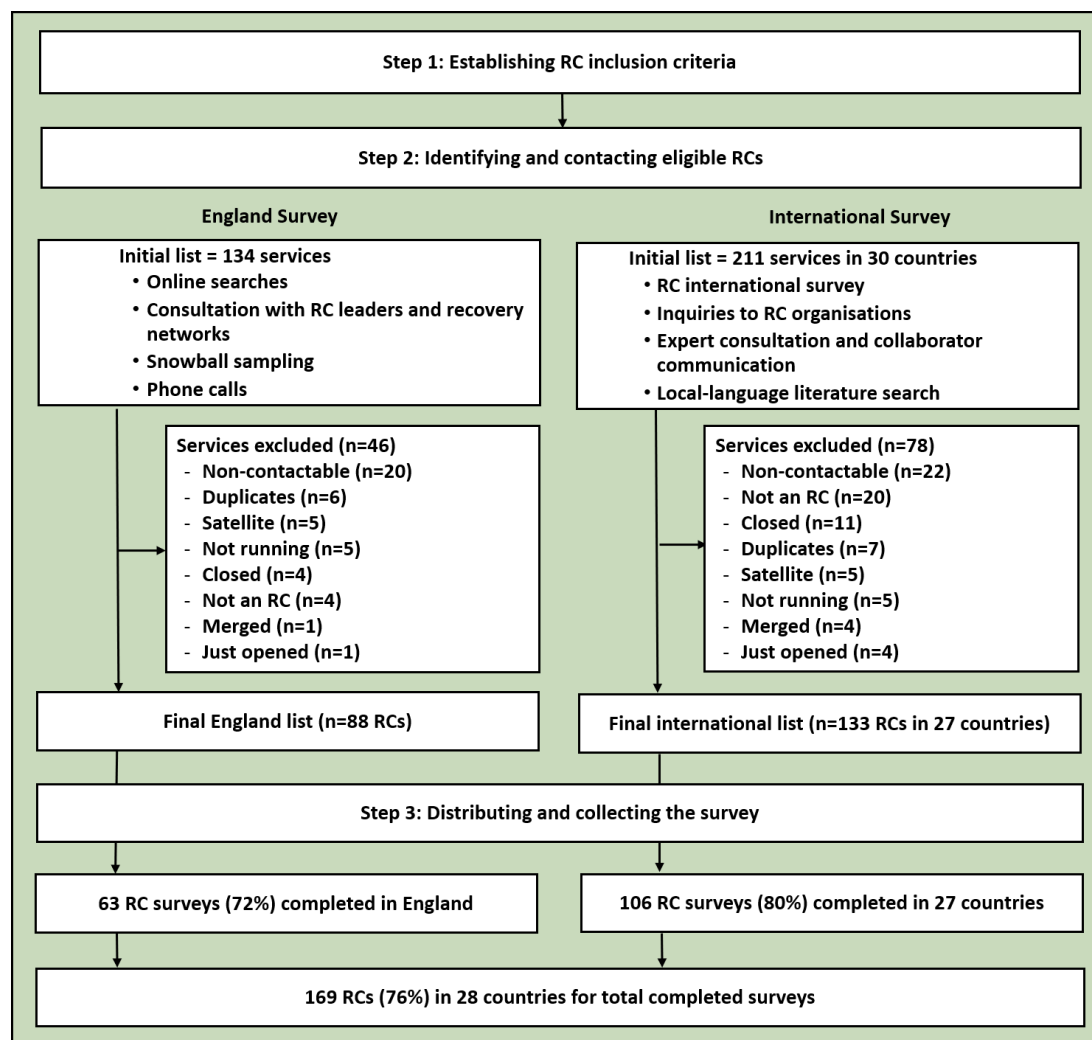 Step 1: Establishing RC inclusion criteria
Step 2: Identifying and contacting eligible RCs
England Survey
Initial list = 134 services
• Online searches
• Consultation with RC leaders and recovery
networks
• Snowball sampling
• Phone calls
Services excluded (n=46)
- Non-contactable (n=20)
- Duplicates (n=6)
- Satellite (n=5)
- Not running (n=5)
- Closed (n=4)
- Not an RC (n=4)
- Merged (n=1)
- Just opened (n=1)
Final England list (n=88 RCs)
International Survey
Initial list = 211 services in 30 countries
• RC international survey
• Inquiries to RC organisations
• Expert consultation and collaborator
communication
• Local-language literature search
Services excluded (n=78)
- Non-contactable (n=22)
- Not an RC (n=20)
- Closed (n=11)
- Duplicates (n=7)
- Satellite (n=5)
- Not running (n=5)
- Merged (n=4)
- Just opened (n=4)
Final international list (n=133 RCs in 27 countries)
Step 3: Distributing and collecting the survey
63 RC surveys (72%) completed in England
106 RC surveys (80%) completed in 27 countries
169 RCs (76%) in 28 countries for total completed surveys